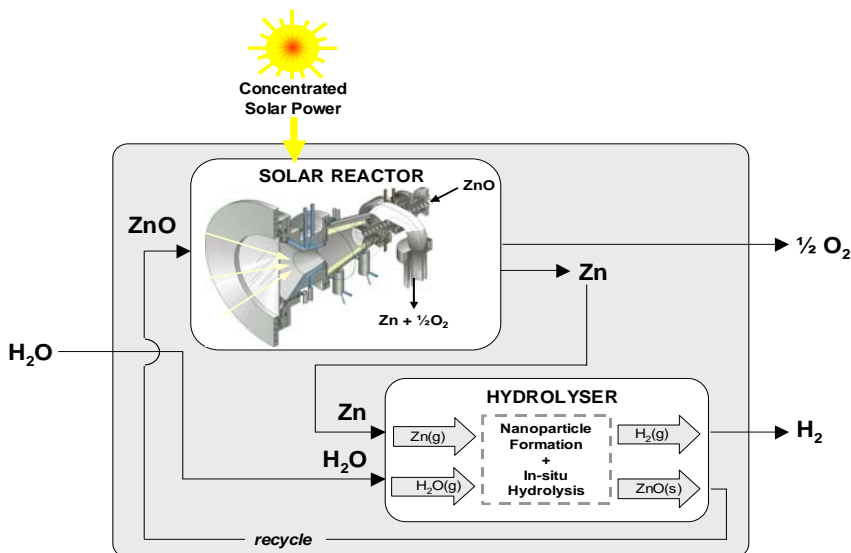 Concentrated
Solar Power
SOLAR REACTOR
ZnO
ZnO
½ O₂
Zn
Zn + ½O₂
H₂O
HYDROLYSER
Zn
Zn(g)
Nanoparticle
Formation
+
In-situ
Hydrolysis
H₂(g)
H₂
H₂O
H₂O(g)
ZnO(s)
recycle